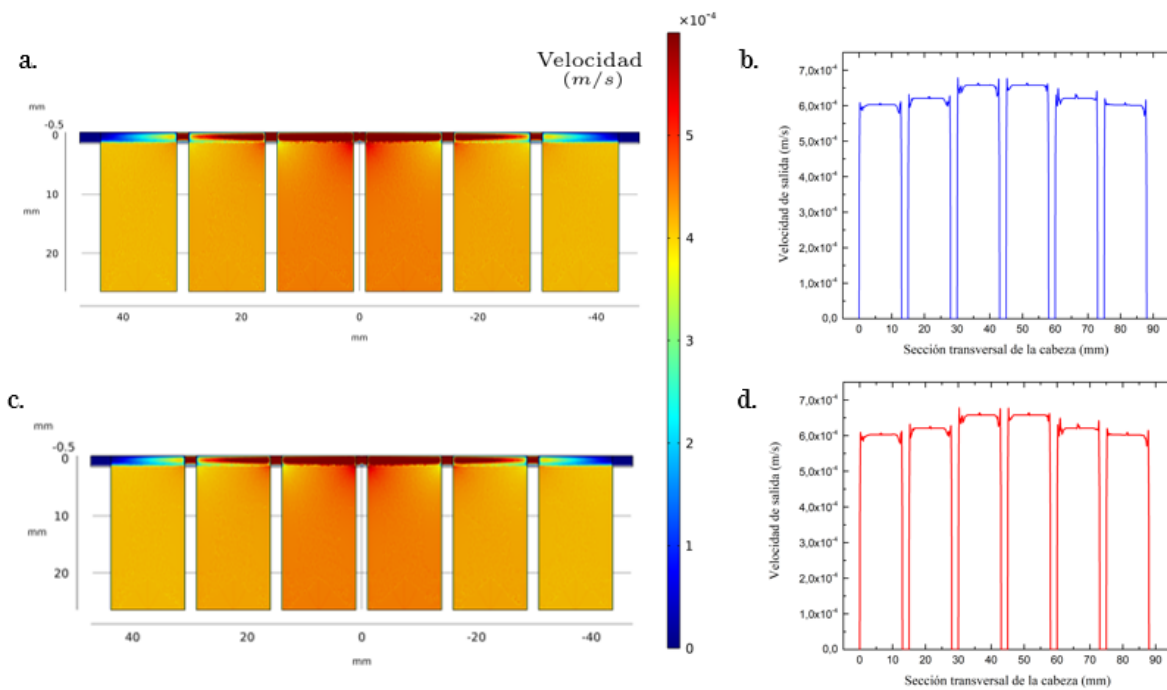 a.
mm
-0.5
0
10
mm
20
40
20
0
-20
-40
mm
Velocidad
(m/s)
×10⁻⁴
5
4
3
2
1
0
b.
Velocidad de salida (m/s)
7,0x10⁻⁴
6,0x10⁻⁴
5,0x10⁻⁴
4,0x10⁻⁴
3,0x10⁻⁴
2,0x10⁻⁴
1,0x10⁻⁴
0,0
0 10 20 30 40 50 60 70 80 90
Sección transversal de la cabeza (mm)
c.
mm
-0.5
0
10
mm
20
40
20
0
-20
-40
mm
d.
Velocidad de salida (m/s)
7,0x10⁻⁴
6,0x10⁻⁴
5,0x10⁻⁴
4,0x10⁻⁴
3,0x10⁻⁴
2,0x10⁻⁴
1,0x10⁻⁴
0,0
0 10 20 30 40 50 60 70 80 90
Sección transversal de la cabeza (mm)